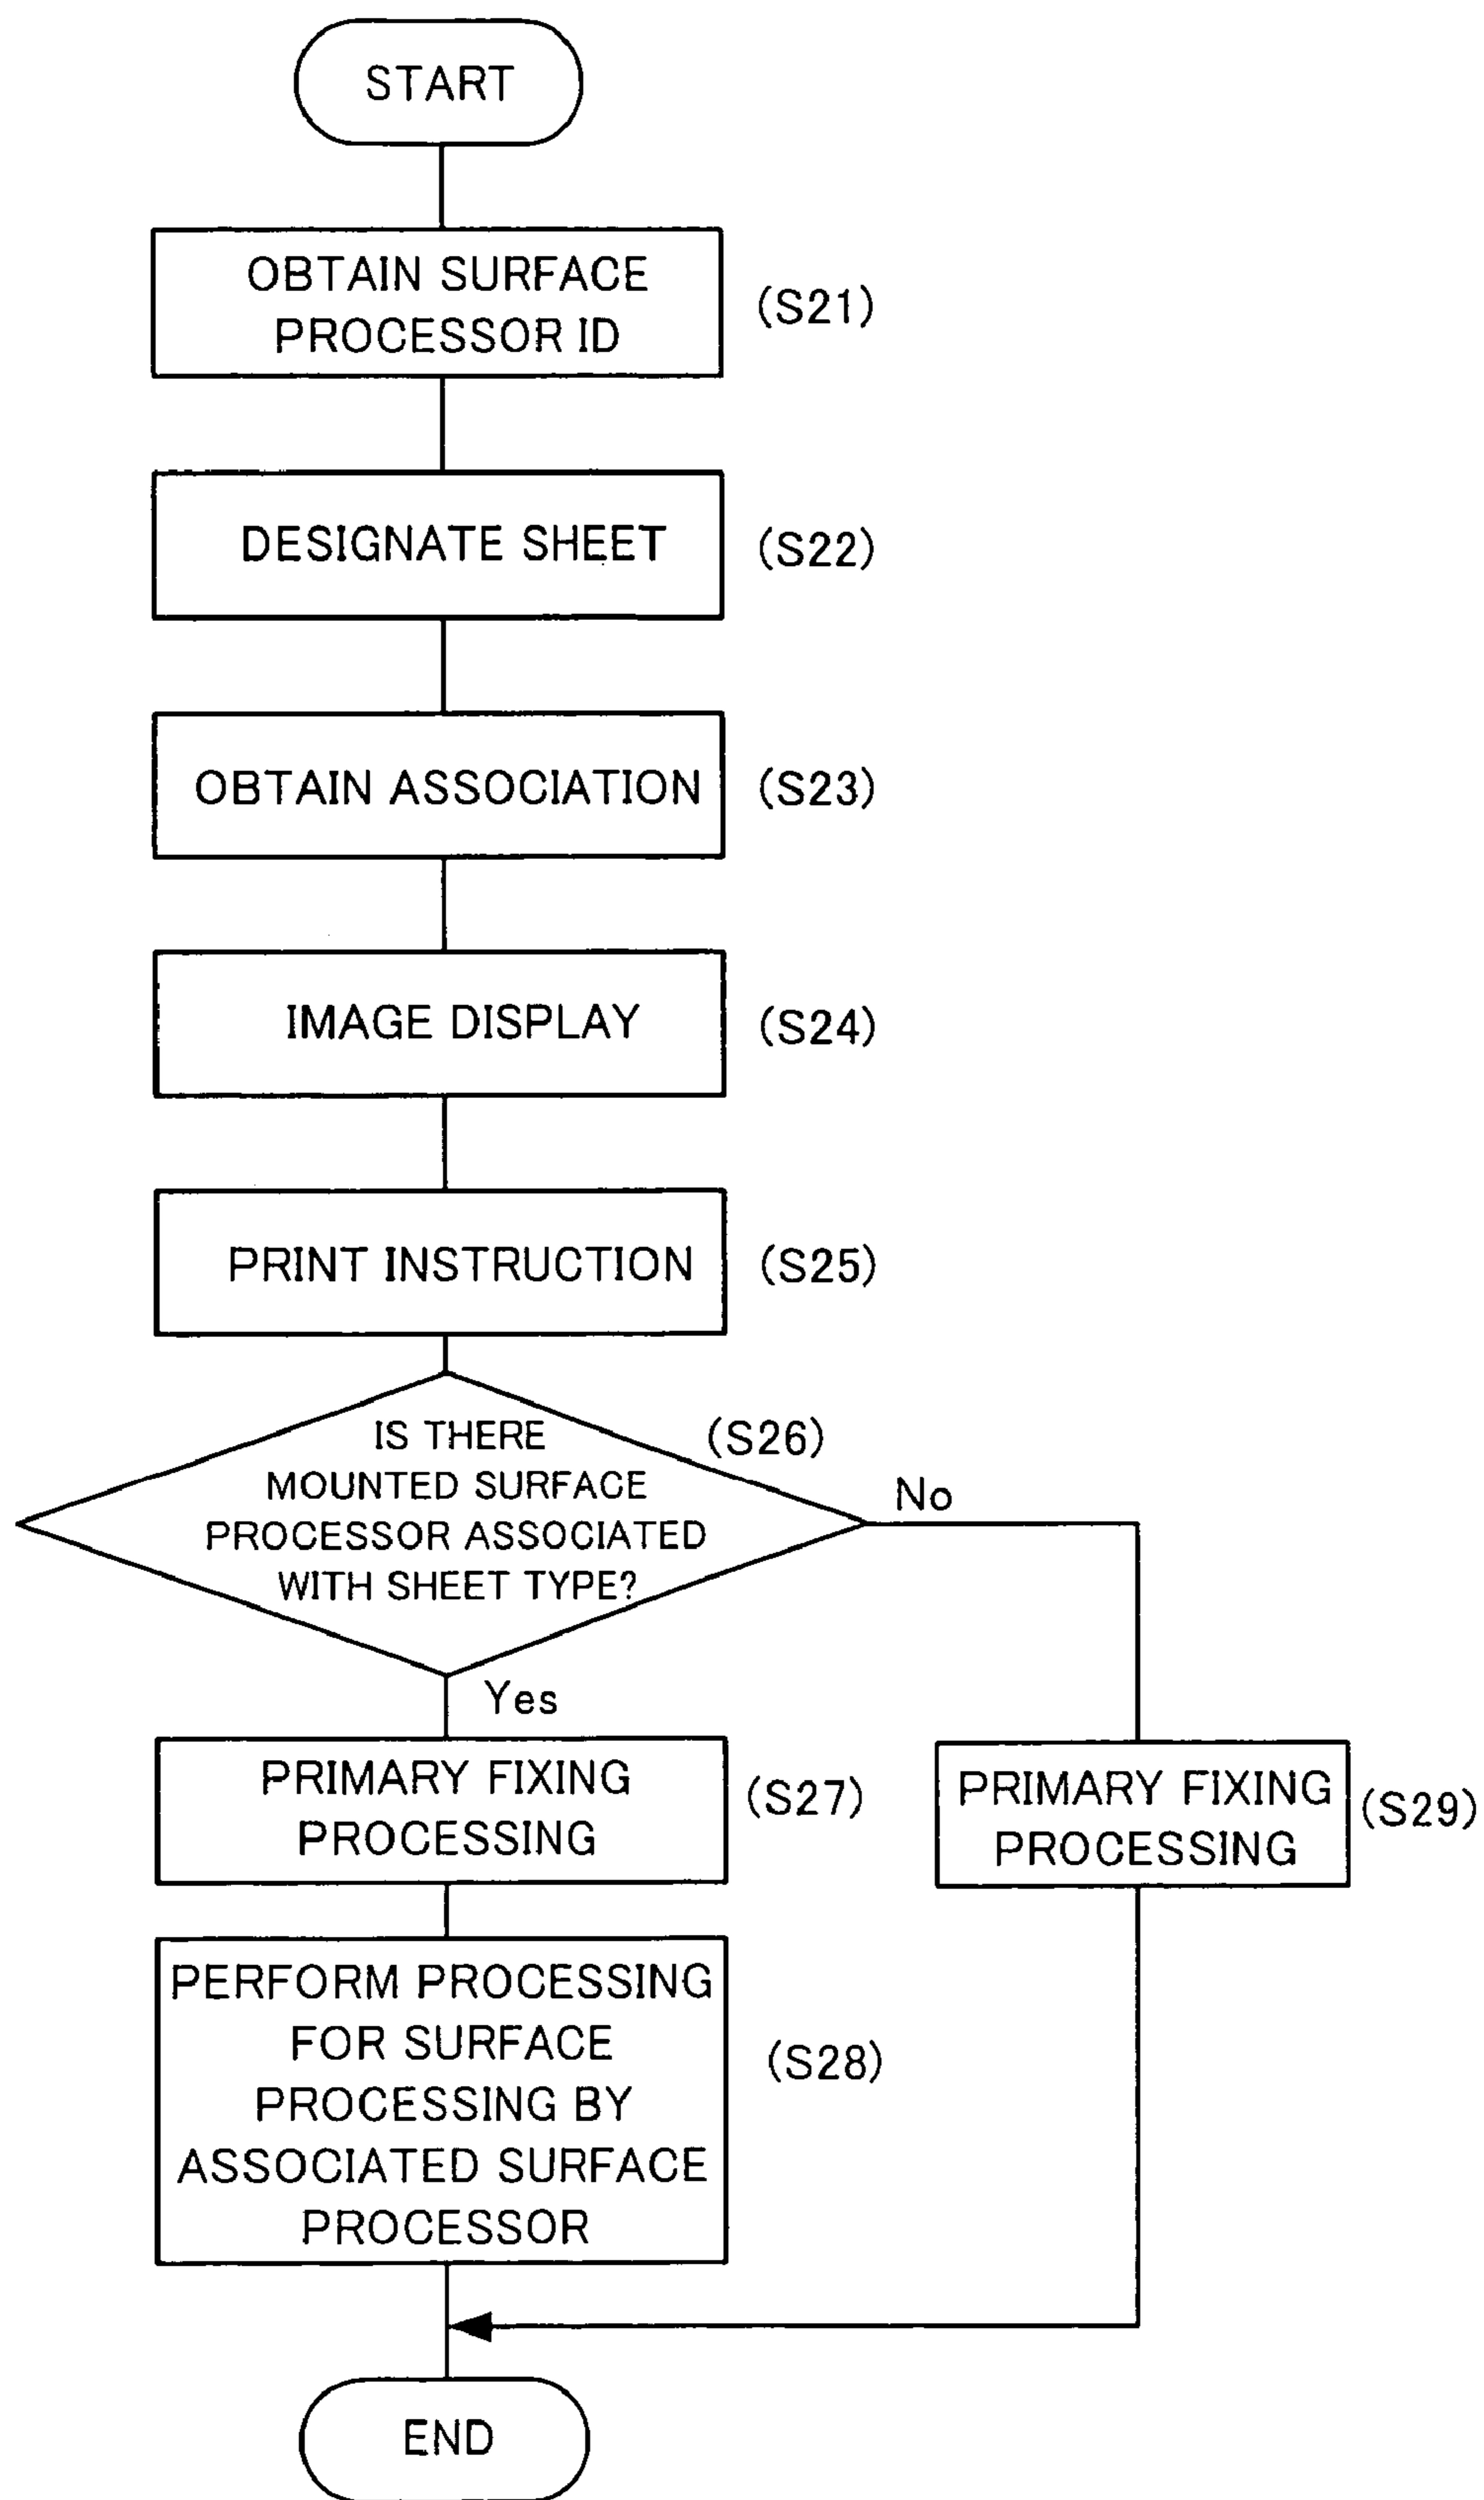 START
OBTAIN SURFACE
PROCESSOR ID
(S21)
DESIGNATE SHEET
(S22)
OBTAIN ASSOCIATION
(S23)
IMAGE DISPLAY
(S24)
PRINT INSTRUCTION
(S25)
IS THERE
MOUNTED SURFACE
PROCESSOR ASSOCIATED
WITH SHEET TYPE?
(S26)
No
Yes
PRIMARY FIXING
PROCESSING
(S27)
PRIMARY FIXING
PROCESSING
(S29)
PERFORM PROCESSING
FOR SURFACE
PROCESSING BY
ASSOCIATED SURFACE
PROCESSOR
(S28)
END